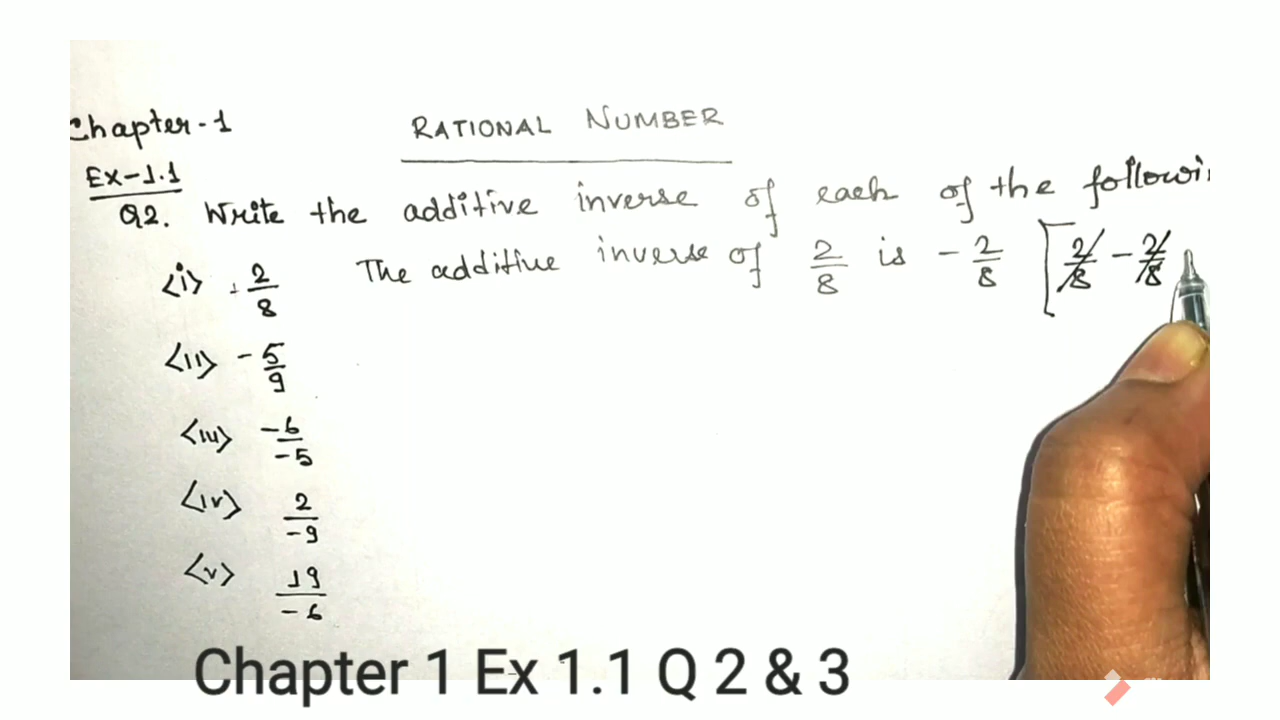 Chapter-1
RATIONAL NUMBER
Ex-1.1
Q2. Write the additive inverse of each of the followi
<i> 2/8 The additive inverse of 2/8 is - 2/8 [2/8 - 2/8
<ii> - 5/9
<iii> -6/-5
<iv> 2/-9
<v> 19/-6
Chapter 1 Ex 1.1 Q 2 & 3